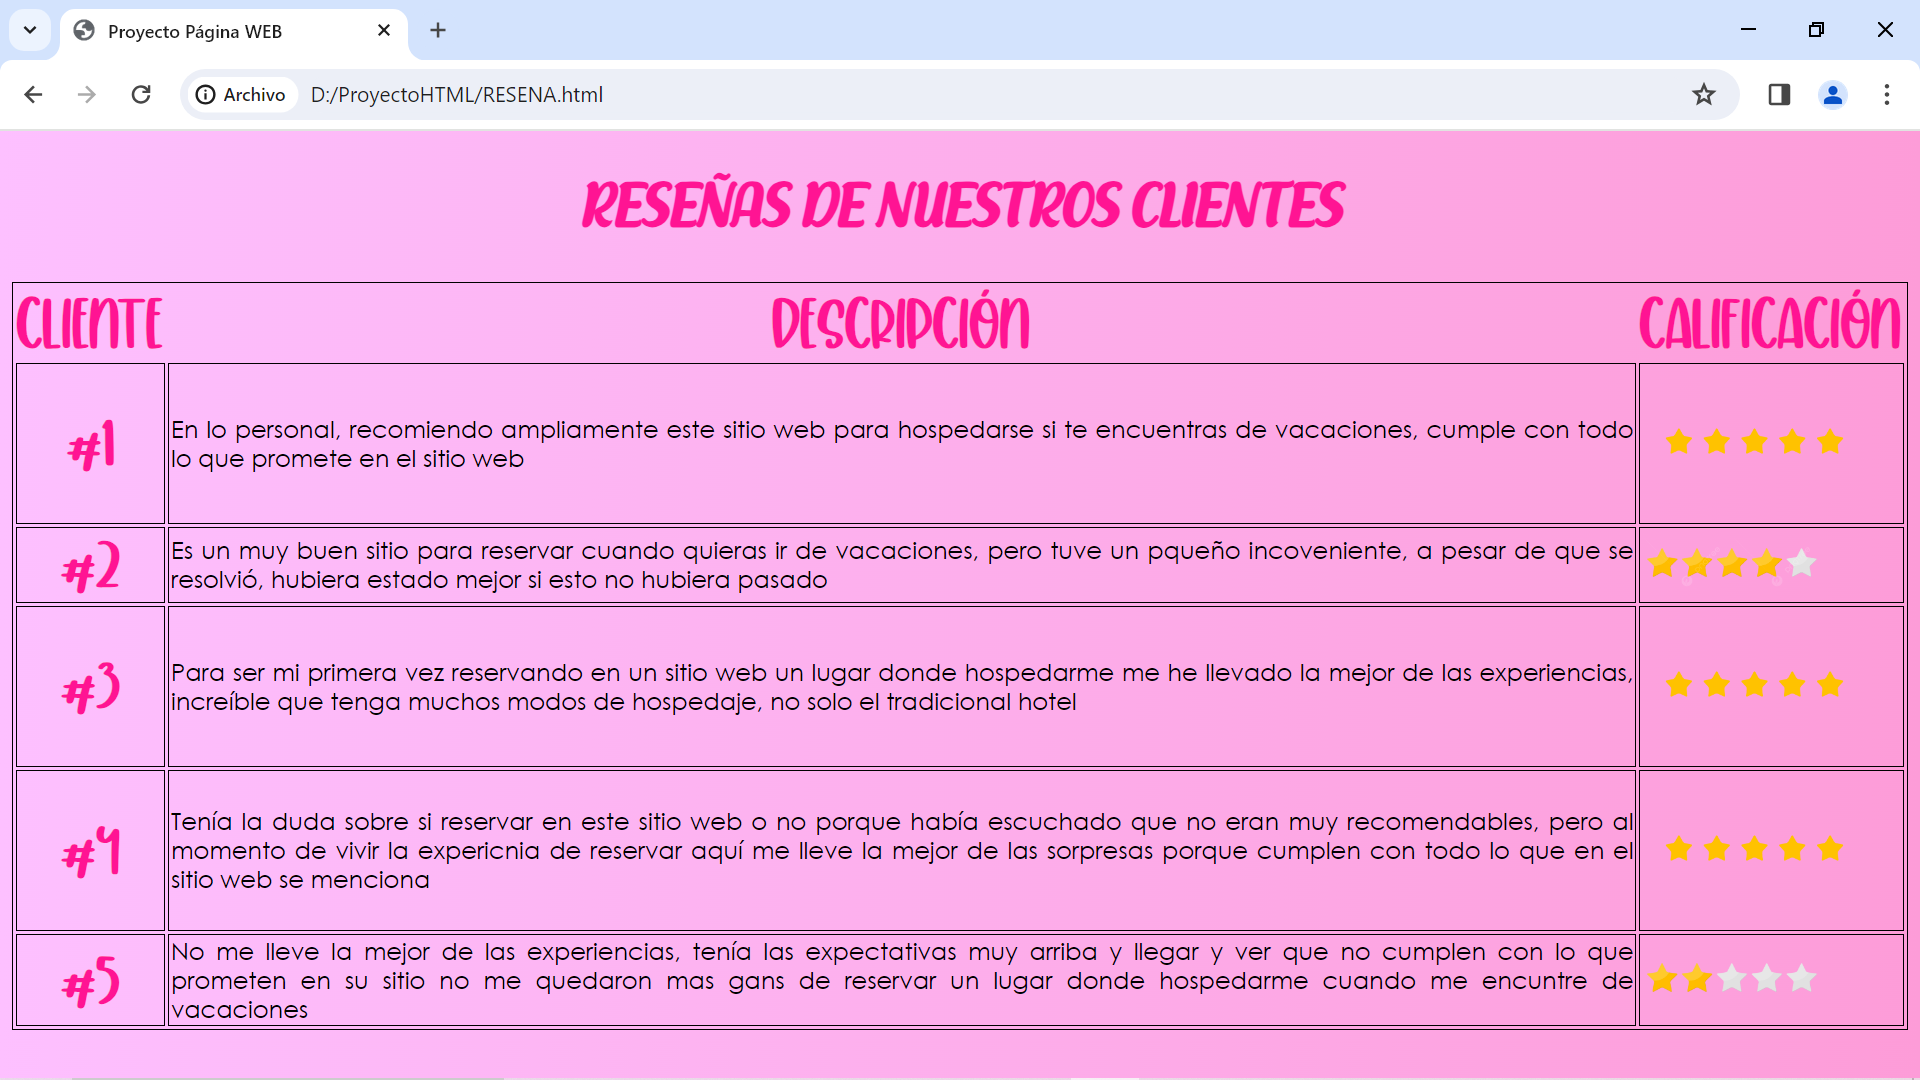 Proyecto Página WEB
Archivo
D:/ProyectoHTML/RESENA.html
RESEÑAS DE NUESTROS CLIENTES
CLIENTE
DESCRIPCIÓN
CALIFICACIÓN
#1
En lo personal, recomiendo ampliamente este sitio web para hospedarse si te encuentras de vacaciones, cumple con todo
lo que promete en el sitio web
#2
Es un muy buen sitio para reservar cuando quieras ir de vacaciones, pero tuve un pqueño incoveniente, a pesar de que se
resolvió, hubiera estado mejor si esto no hubiera pasado
#3
Para ser mi primera vez reservando en un sitio web un lugar donde hospedarme me he llevado la mejor de las experiencias,
increíble que tenga muchos modos de hospedaje, no solo el tradicional hotel
#4
Tenía la duda sobre si reservar en este sitio web o no porque había escuchado que no eran muy recomendables, pero al
momento de vivir la expericnia de reservar aquí me lleve la mejor de las sorpresas porque cumplen con todo lo que en el
sitio web se menciona
#5
No me lleve la mejor de las experiencias, tenía las expectativas muy arriba y llegar y ver que no cumplen con lo que
prometen en su sitio no me quedaron mas gans de reservar un lugar donde hospedarme cuando me encuntre de
vacaciones